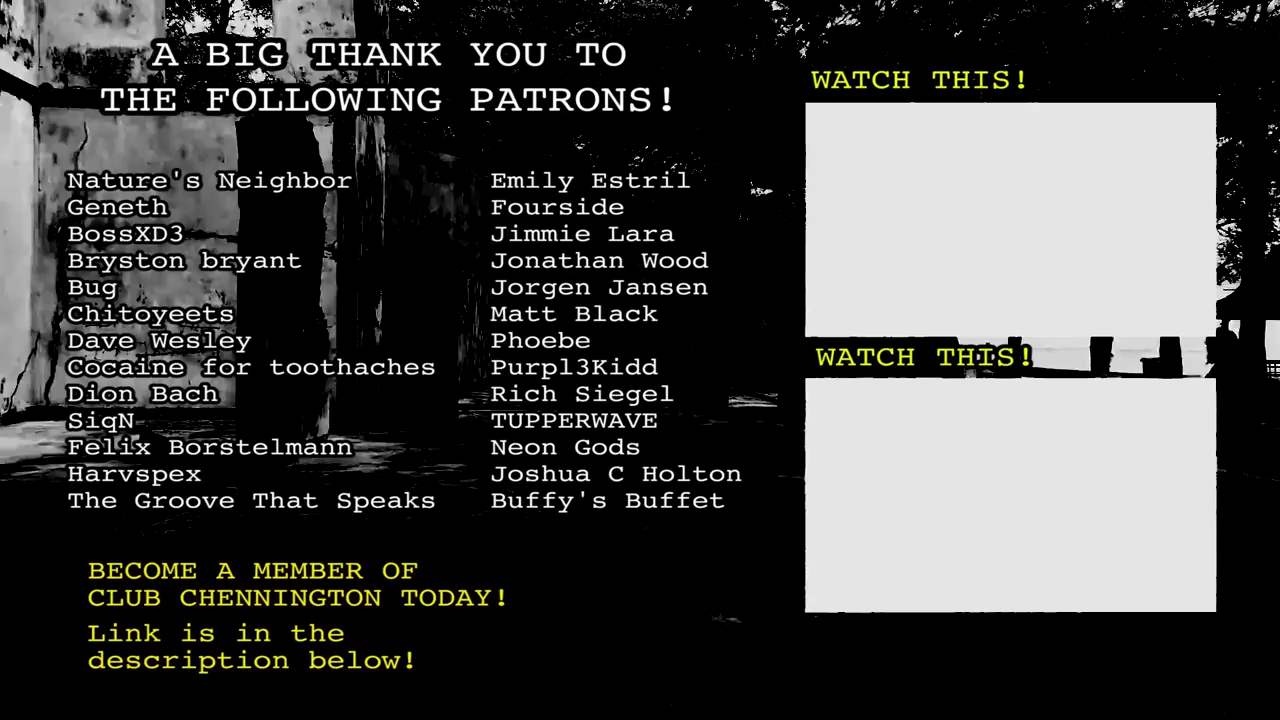 A BIG THANK YOU TO
THE FOLLOWING PATRONS!
Nature's Neighbor
Geneth
BossXD3
Bryston bryant
Bug
Chitoyeets
Dave Wesley
Cocaine for toothaches
Dion Bach
SiqN
Felix Borstelmann
Harvspex
The Groove That Speaks
Emily Estril
Fourside
Jimmie Lara
Jonathan Wood
Jorgen Jansen
Matt Black
Phoebe
Purpl3Kidd
Rich Siegel
TUPPERWAVE
Neon Gods
Joshua C Holton
Buffy's Buffet
BECOME A MEMBER OF
CLUB CHENNINGTON TODAY!
Link is in the
description below!
WATCH THIS!
WATCH THIS!